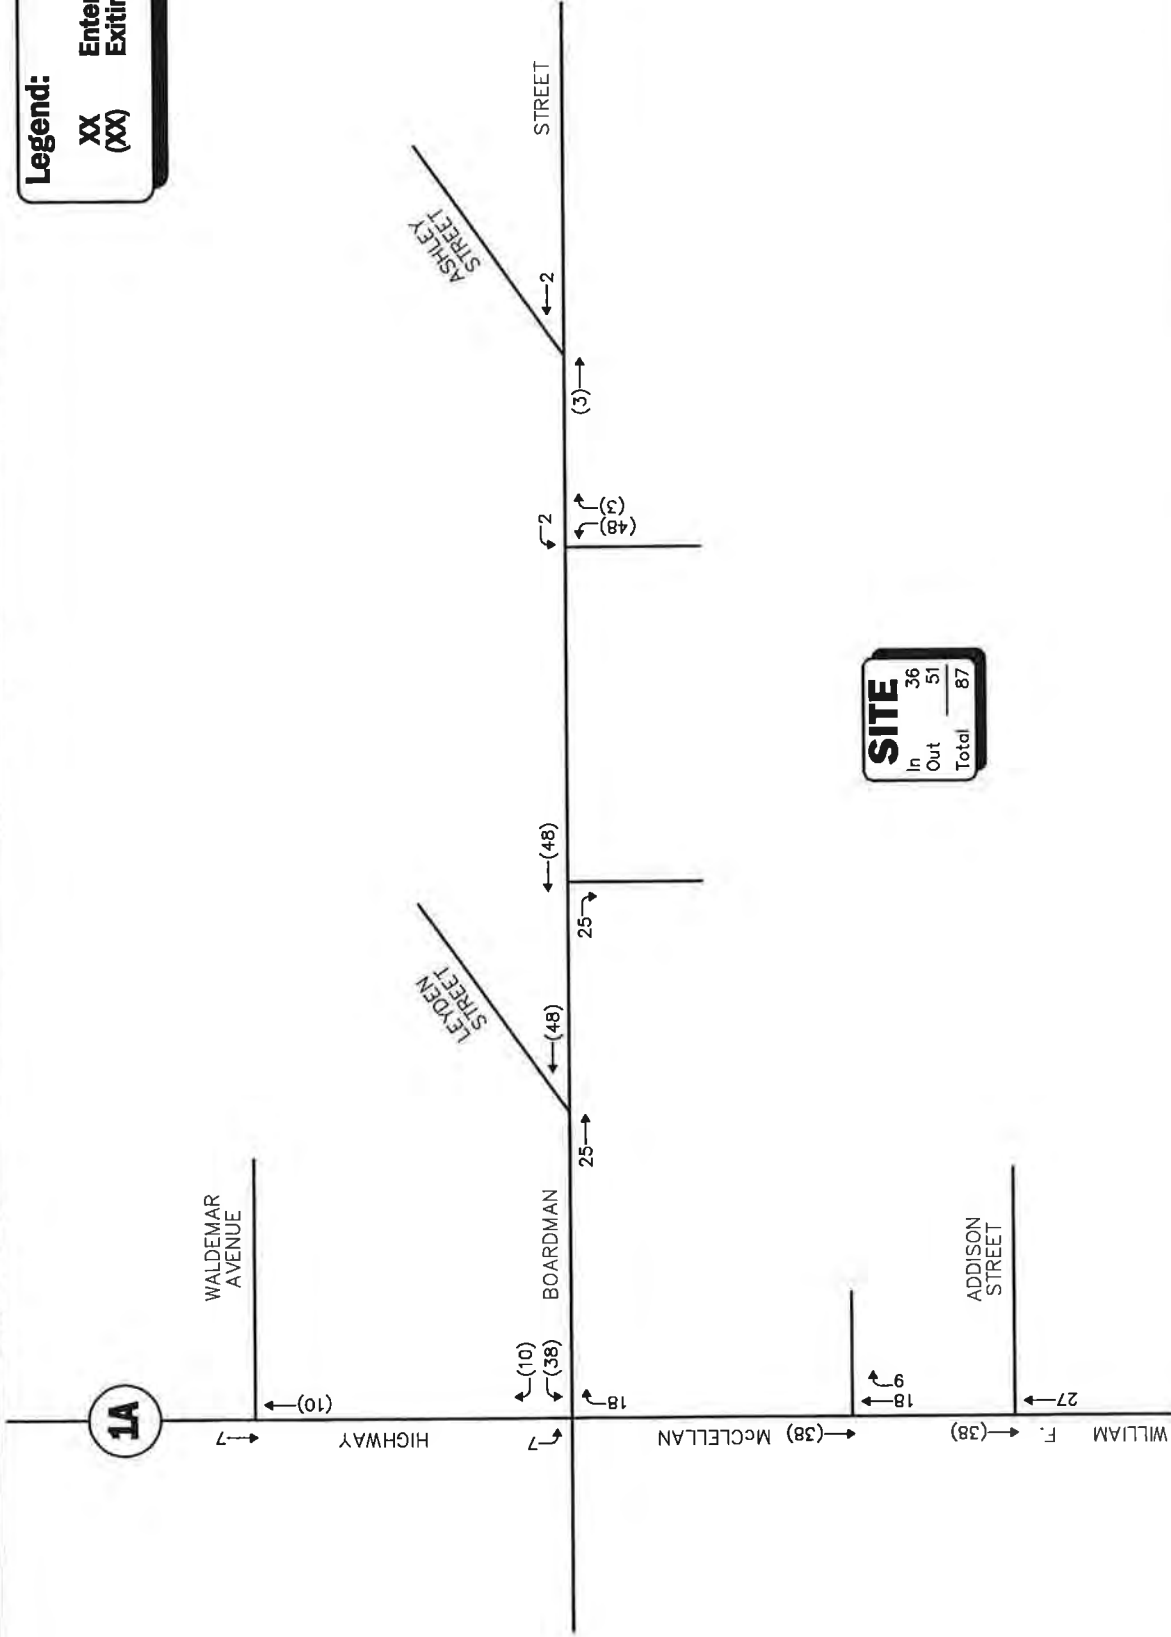 Legend:
XX
(XX)
STREET
ASHLEY
STREET
2
(3)
2
(3)
(48)
SITE
In 36
Out 51
Total 87
(48)
25
LEYDEN
STREET
(48)
25
WALDEMAR
AVENUE
BOARDMAN
ADDISON
STREET
1A
(10)
7
HIGHWAY
(10)
(38)
18
7
McCLELLAN
9
18
(38)
27
(38)
F.
WILLIAM